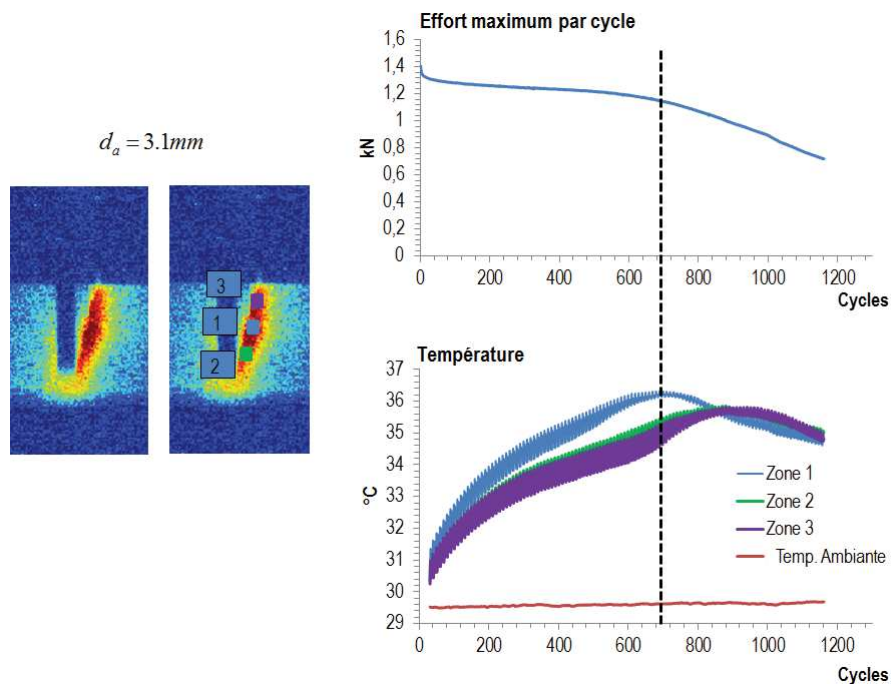 d_a = 3.1mm
3
1
2
Effort maximum par cycle
1,6
1,4
1,2
1
0,8
0,6
0,4
0,2
0
kN
0 200 400 600 800 1000 1200
Cycles
Température
37
36
35
34
33
32
31
30
29
°C
Zone 1
Zone 2
Zone 3
Temp. Ambiante
0 200 400 600 800 1000 1200
Cycles